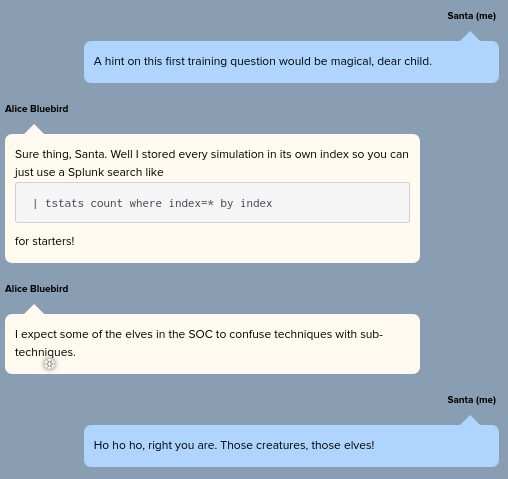 Santa (me)
A hint on this first training question would be magical, dear child.
Alice Bluebird
Sure thing, Santa. Well I stored every simulation in its own index so you can
just use a Splunk search like
| tstats count where index=* by index
for starters!
Alice Bluebird
I expect some of the elves in the SOC to confuse techniques with sub-
techniques.
Santa (me)
Ho ho ho, right you are. Those creatures, those elves!